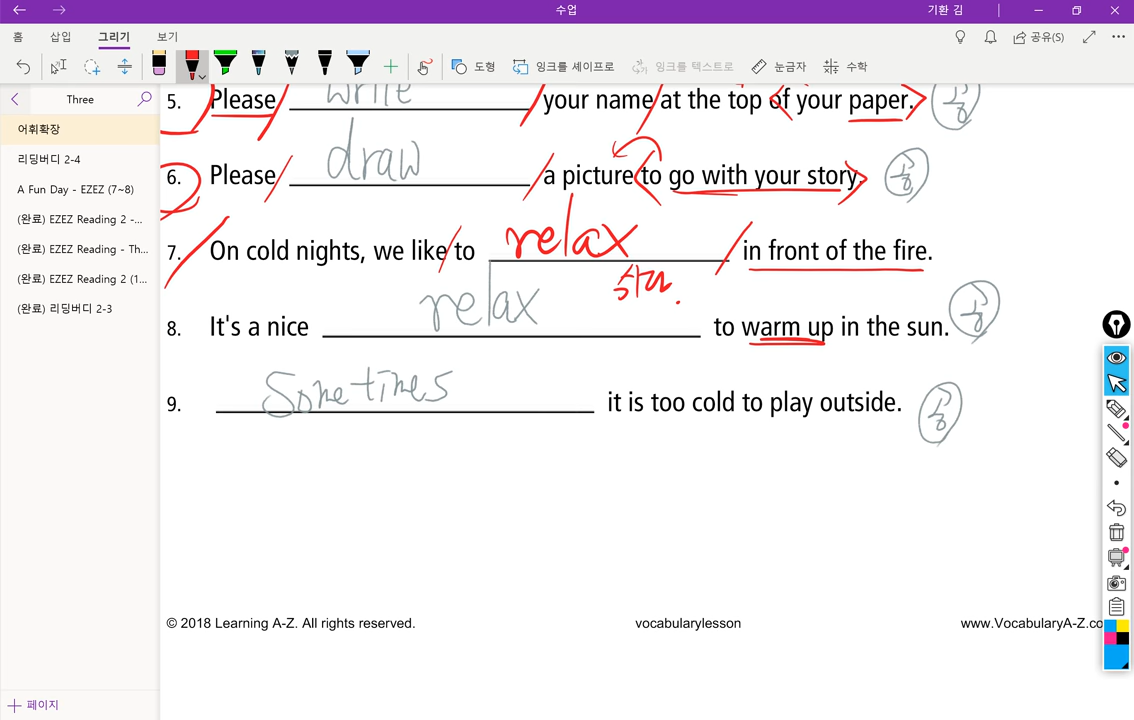 수업
기환 김
홈 삽입 그리기 보기
공유(S)
도형 잉크를 셰이프로 잉크를 텍스트로 눈금자 수학
Three
어휘확장
리딩버디 2-4
A Fun Day - EZEZ (7~8)
(완료) EZEZ Reading 2 -...
(완료) EZEZ Reading - Th...
(완료) EZEZ Reading 2 (1...
(완료) 리딩버디 2-3
페이지
5. Please write your name at the top of your paper.
6. Please draw a picture to go with your story.
7. On cold nights, we like to relax in front of the fire.
8. It's a nice relax to warm up in the sun.
9. Sometimes it is too cold to play outside.
© 2018 Learning A-Z. All rights reserved. vocabularylesson www.VocabularyA-Z.co